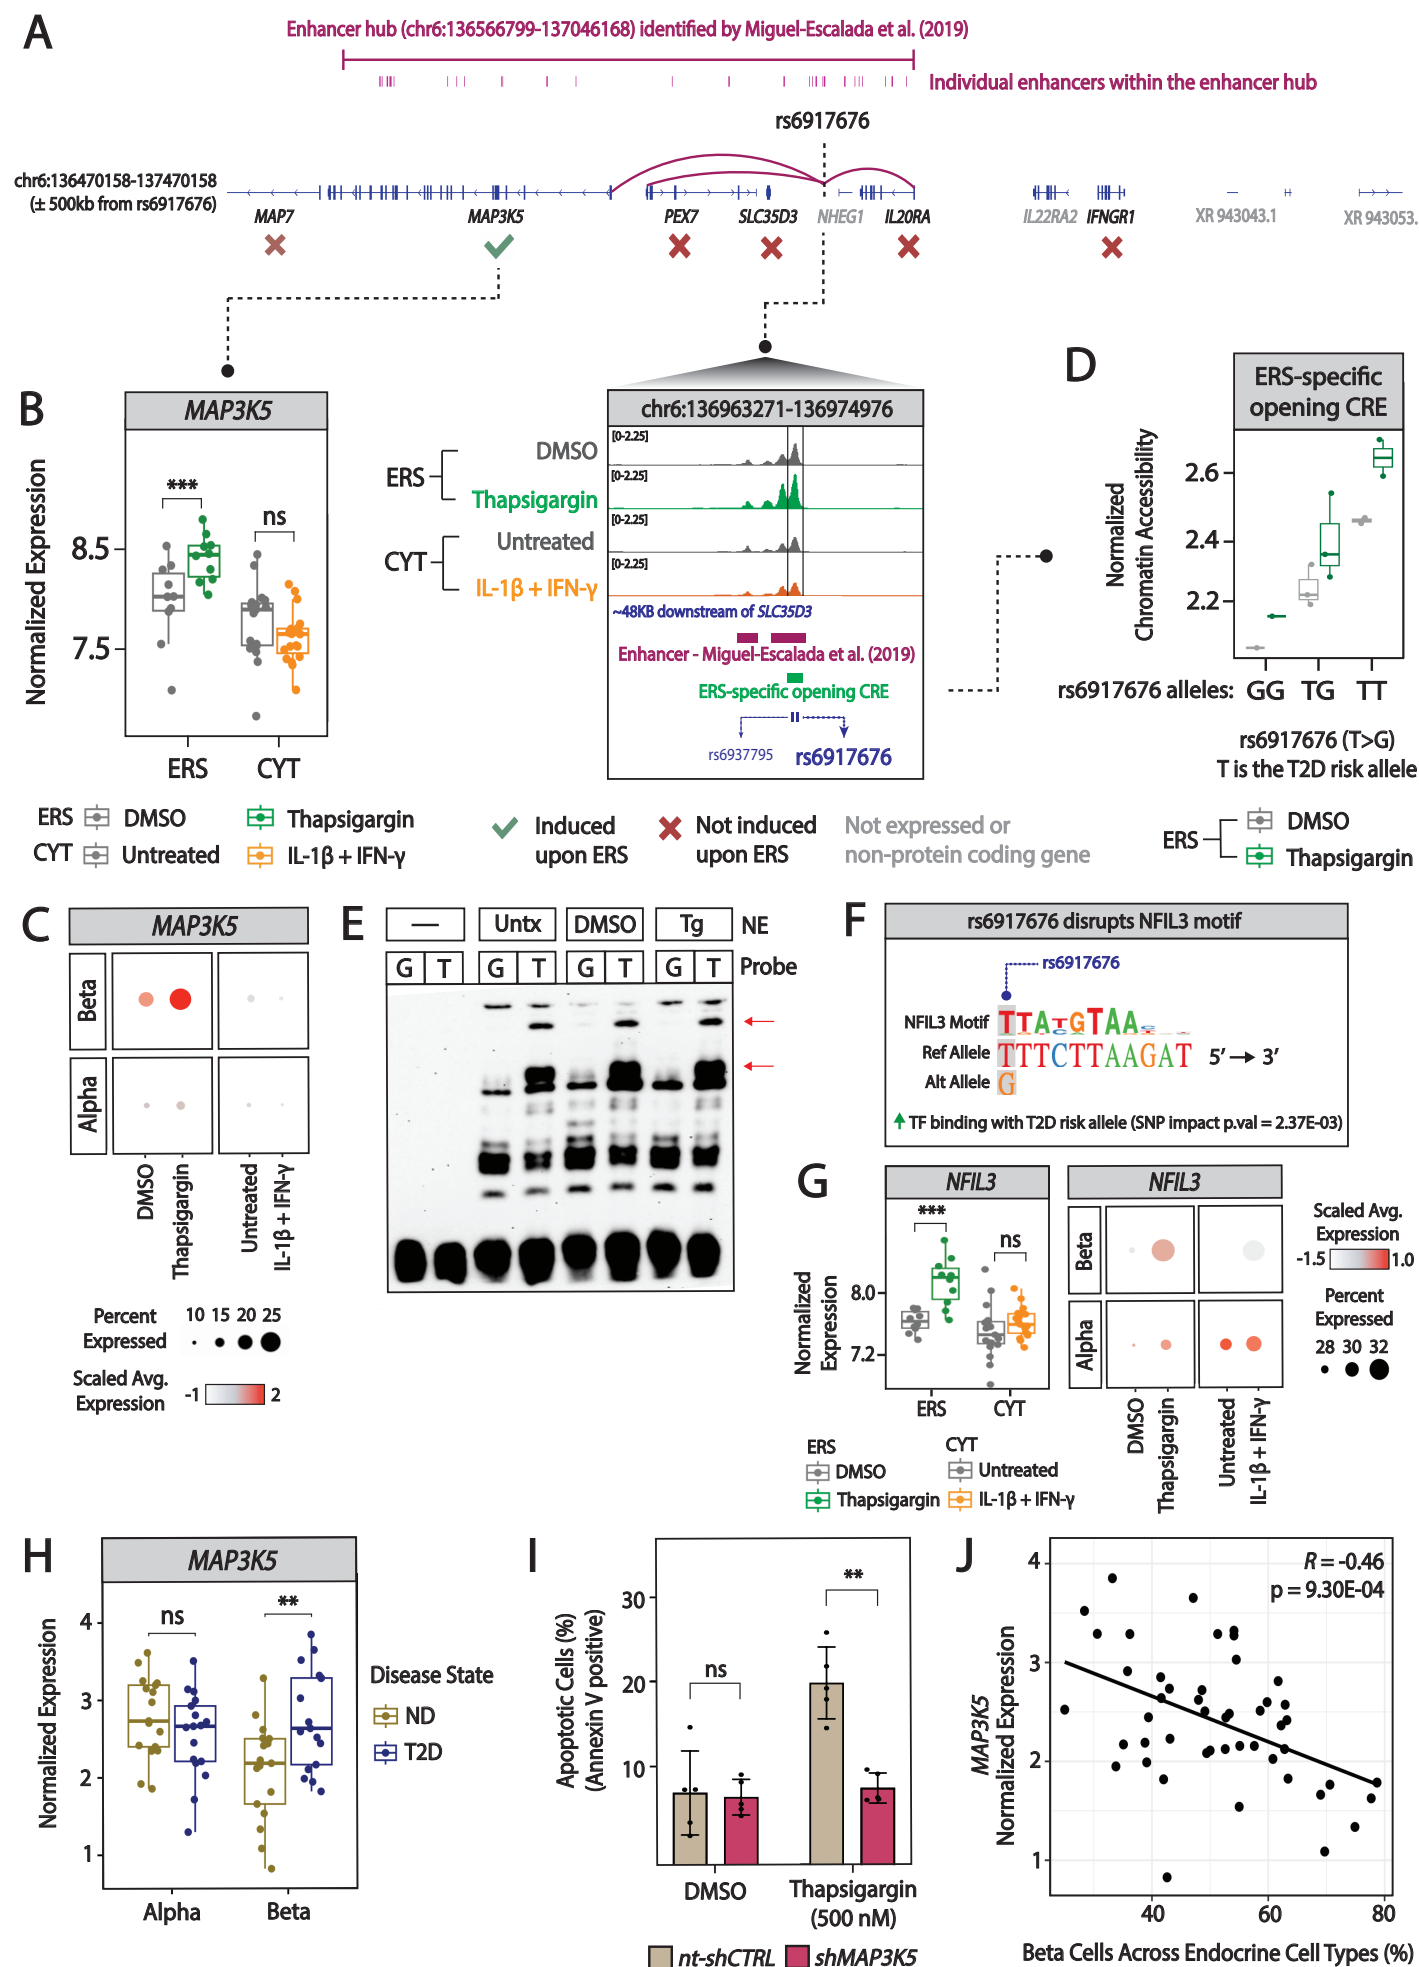 A
Enhancer hub (chr6:136566799-137046168) identified by Miguel-Escalada et al. (2019)
Individual enhancers within the enhancer hub
rs6917676
chr6:136470158-137470158
(± 500kb from rs6917676)
MAP7 MAP3K5 PEX7 SLC35D3 NHEG1 IL20RA IL22RA2 IFNGR1 XR 943043.1 XR 943053.
B
MAP3K5
Normalized Expression
8.5
7.5
***
ns
ERS CYT
ERS DMSO Thapsigargin
CYT Untreated IL-1β + IFN-γ
chr6:136963271-136974976
ERS
DMSO
[0-2.25]
Thapsigargin
[0-2.25]
CYT
Untreated
[0-2.25]
IL-1β + IFN-γ
[0-2.25]
~48KB downstream of SLC35D3
Enhancer - Miguel-Escalada et al. (2019)
ERS-specific opening CRE
rs6937795 rs6917676
Induced
upon ERS
Not induced
upon ERS
Not expressed or
non-protein coding gene
D
ERS-specific
opening CRE
Normalized
Chromatin Accessibility
2.6
2.4
2.2
rs6917676 alleles: GG TG TT
rs6917676 (T>G)
T is the T2D risk allele
ERS
DMSO
Thapsigargin
C
MAP3K5
Beta
Alpha
DMSO
Thapsigargin
Untreated
IL-1β + IFN-γ
Percent
Expressed
10 15 20 25
Scaled Avg.
Expression
-1 2
E
— Untx DMSO Tg NE
G T G T G T G T Probe
F
rs6917676 disrupts NFIL3 motif
rs6917676
NFIL3 Motif
Ref Allele TTTCTTAAGAT 5′ → 3′
Alt Allele G
TF binding with T2D risk allele (SNP impact p.val = 2.37E-03)
G
NFIL3
Normalized
Expression
8.0
7.2
***
ns
ERS CYT
ERS CYT
DMSO Untreated
Thapsigargin IL-1β + IFN-γ
NFIL3
Beta
Alpha
DMSO
Thapsigargin
Untreated
IL-1β + IFN-γ
Scaled Avg.
Expression
-1.5 1.0
Percent
Expressed
28 30 32
H
MAP3K5
Normalized Expression
4
3
2
1
ns
**
Alpha Beta
Disease State
ND
T2D
I
Apoptotic Cells (%)
(Annexin V positive)
30
20
10
ns
**
DMSO Thapsigargin
(500 nM)
nt-shCTRL shMAP3K5
J
MAP3K5
Normalized Expression
4
3
2
1
R = -0.46
p = 9.30E-04
40 60 80
Beta Cells Across Endocrine Cell Types (%)